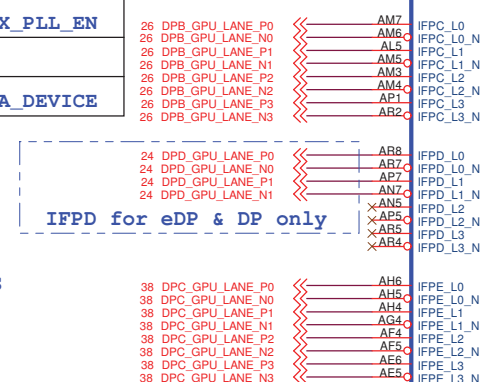 X_PLL_EN
A_DEVICE
26 DPB_GPU_LANE_P0 AM7 IFPC_L0
26 DPB_GPU_LANE_N0 AM6 IFPC_L0_N
26 DPB_GPU_LANE_P1 AL5 IFPC_L1
26 DPB_GPU_LANE_N1 AM5 IFPC_L1_N
26 DPB_GPU_LANE_P2 AM3 IFPC_L2
26 DPB_GPU_LANE_N2 AM4 IFPC_L2_N
26 DPB_GPU_LANE_P3 AP1 IFPC_L3
26 DPB_GPU_LANE_N3 AR2 IFPC_L3_N
24 DPD_GPU_LANE_P0 AR8 IFPD_L0
24 DPD_GPU_LANE_N0 AR7 IFPD_L0_N
24 DPD_GPU_LANE_P1 AP7 IFPD_L1
24 DPD_GPU_LANE_N1 AN7 IFPD_L1_N
AN5 IFPD_L2
IFPD for eDP & DP only AP5 IFPD_L2_N
AR5 IFPD_L3
AR4 IFPD_L3_N
38 DPC_GPU_LANE_P0 AH6 IFPE_L0
38 DPC_GPU_LANE_N0 AH5 IFPE_L0_N
38 DPC_GPU_LANE_P1 AH4 IFPE_L1
38 DPC_GPU_LANE_N1 AG4 IFPE_L1_N
38 DPC_GPU_LANE_P2 AF4 IFPE_L2
38 DPC_GPU_LANE_N2 AF5 IFPE_L2_N
38 DPC_GPU_LANE_P3 AE6 IFPE_L3
38 DPC_GPU_LANE_N3 AE5 IFPE_L3_N